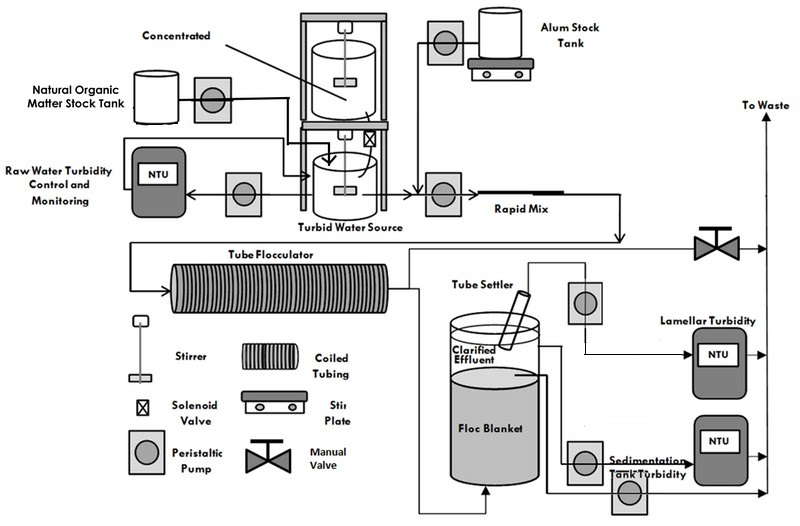 Concentrated
Alum Stock
Tank
Natural Organic
Matter Stock Tank
To Waste
Raw Water Turbidity
Control and
Monitoring
NTU
Rapid Mix
Turbid Water Source
Tube Flocculator
Tube Settler
Lamellar Turbidity
NTU
Clarified
Effluent
Stirrer
Coiled
Tubing
Solenoid
Valve
Stir
Plate
Floc Blanket
NTU
Peristaltic
Pump
Manual
Valve
Sedimentation
Tank Turbidity